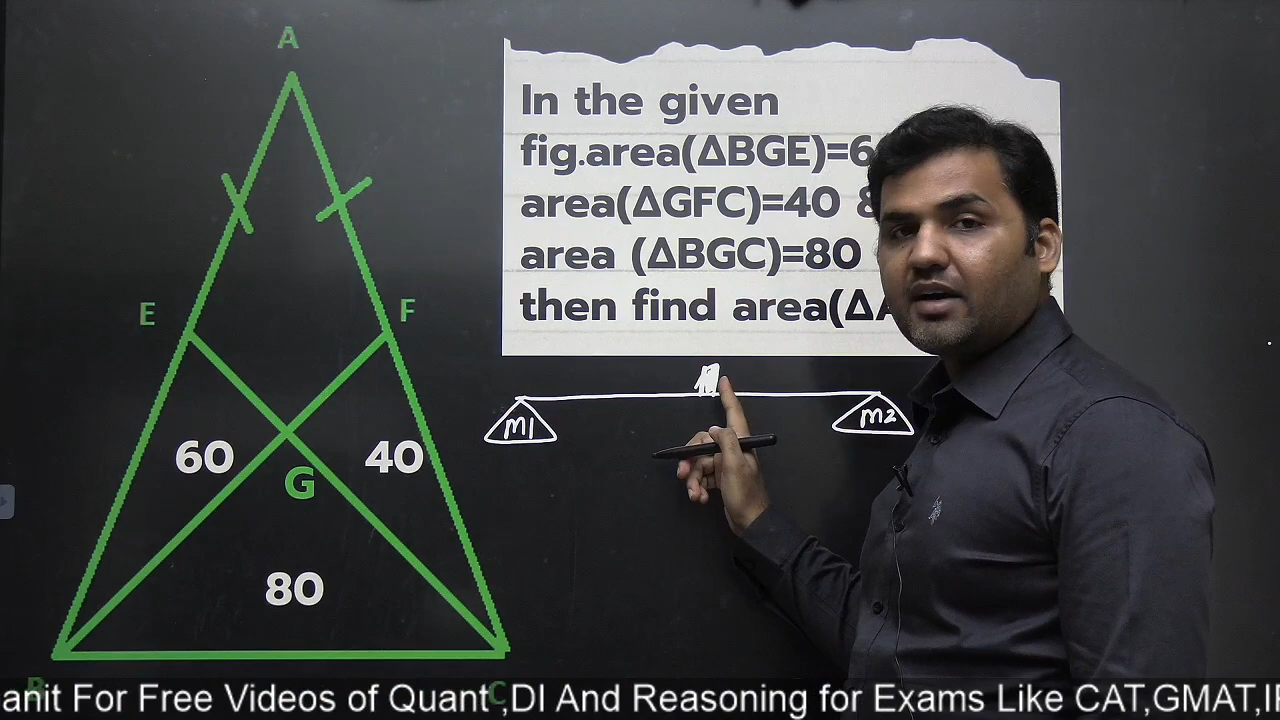 A
In the given
fig.area(ΔBGE)=6
area(ΔGFC)=40 &
area (ΔBGC)=80
then find area(ΔA
E
F
M1
M2
60
40
G
80
B
C
anit For Free Videos of Quant ,DI And Reasoning for Exams Like CAT,GMAT,IB